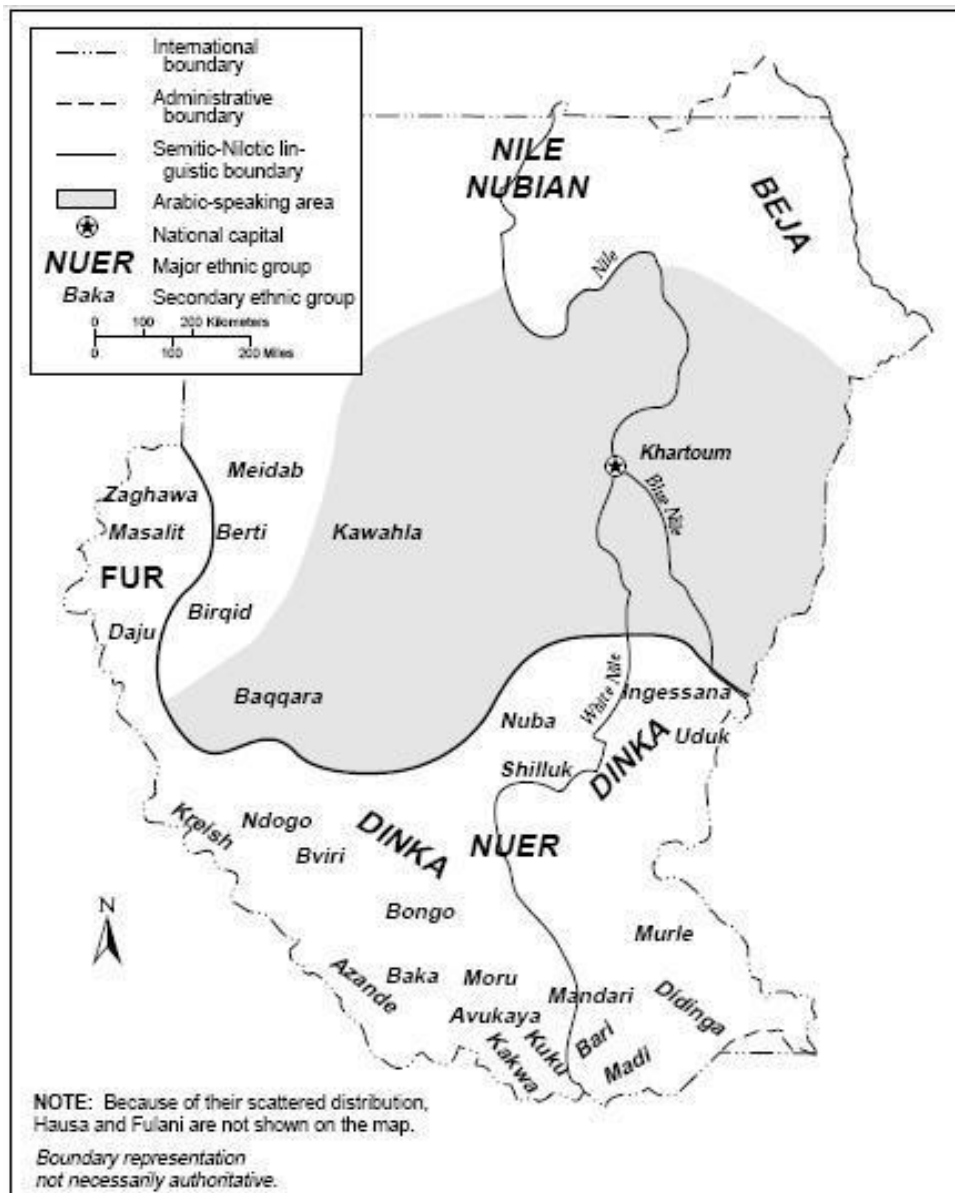 International
boundary
Administrative
boundary
Semitic-Nilotic lin-
guistic boundary
Arabic-speaking area
National capital
NUER Major ethnic group
Baka Secondary ethnic group
0 100 200 Kilometers
0 100 200 Miles
NILE
NUBIAN
BEJA
Nile
Khartoum
Blue Nile
Meidab
Zaghawa
Masalit
Berti
Kawahla
FUR
Birqid
Daju
Baqqara
White Nile
Ingessana
Nuba
Uduk
DINKA
Shilluk
Kreish
Ndogo
DINKA
NUER
Bviri
N
Bongo
Murle
Azande
Baka
Moru
Mandari
Didinga
Avukaya
Kuku
Bari
Kakwa
Madi
NOTE: Because of their scattered distribution,
Hausa and Fulani are not shown on the map.
Boundary representation
not necessarily authoritative.